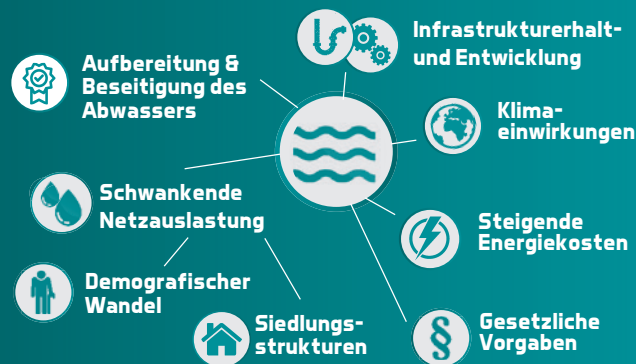 Infrastrukturerhalt-
und Entwicklung
Aufbereitung &
Beseitigung des
Abwassers
Klima-
einwirkungen
Schwankende
Netzauslastung
Steigende
Energiekosten
Demografischer
Wandel
Siedlungs-
strukturen
§
Gesetzliche
Vorgaben